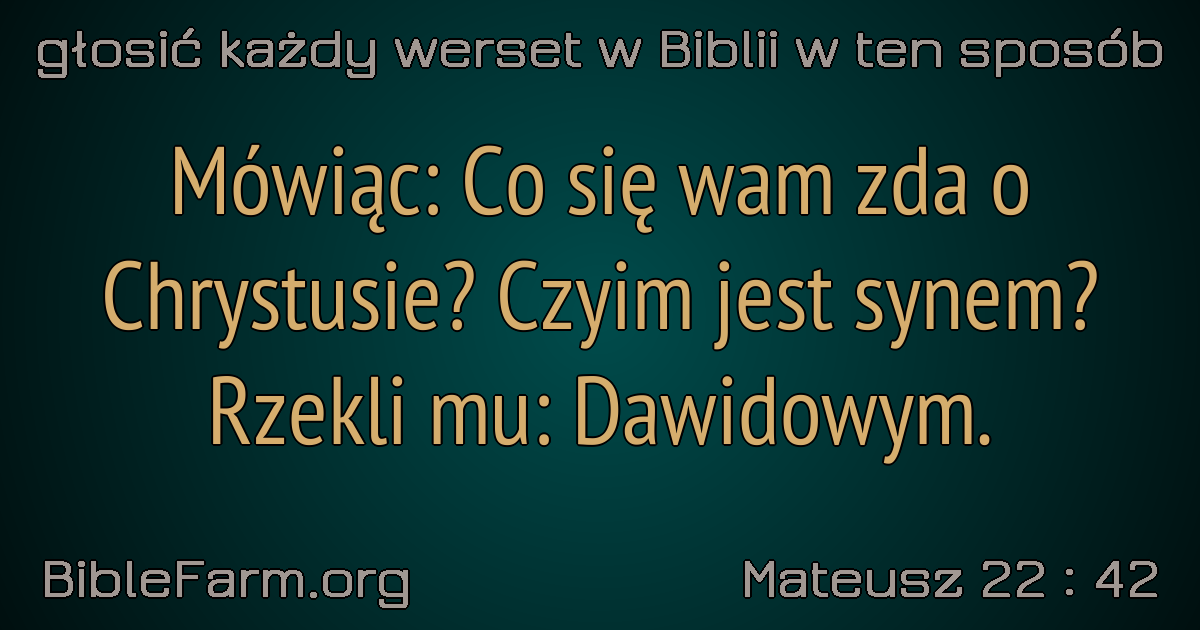 głosić każdy werset w Biblii w ten sposób
Mówiąc: Co się wam zda o
Chrystusie? Czyim jest synem?
Rzekli mu: Dawidowym.
BibleFarm.org
Mateusz 22 : 42